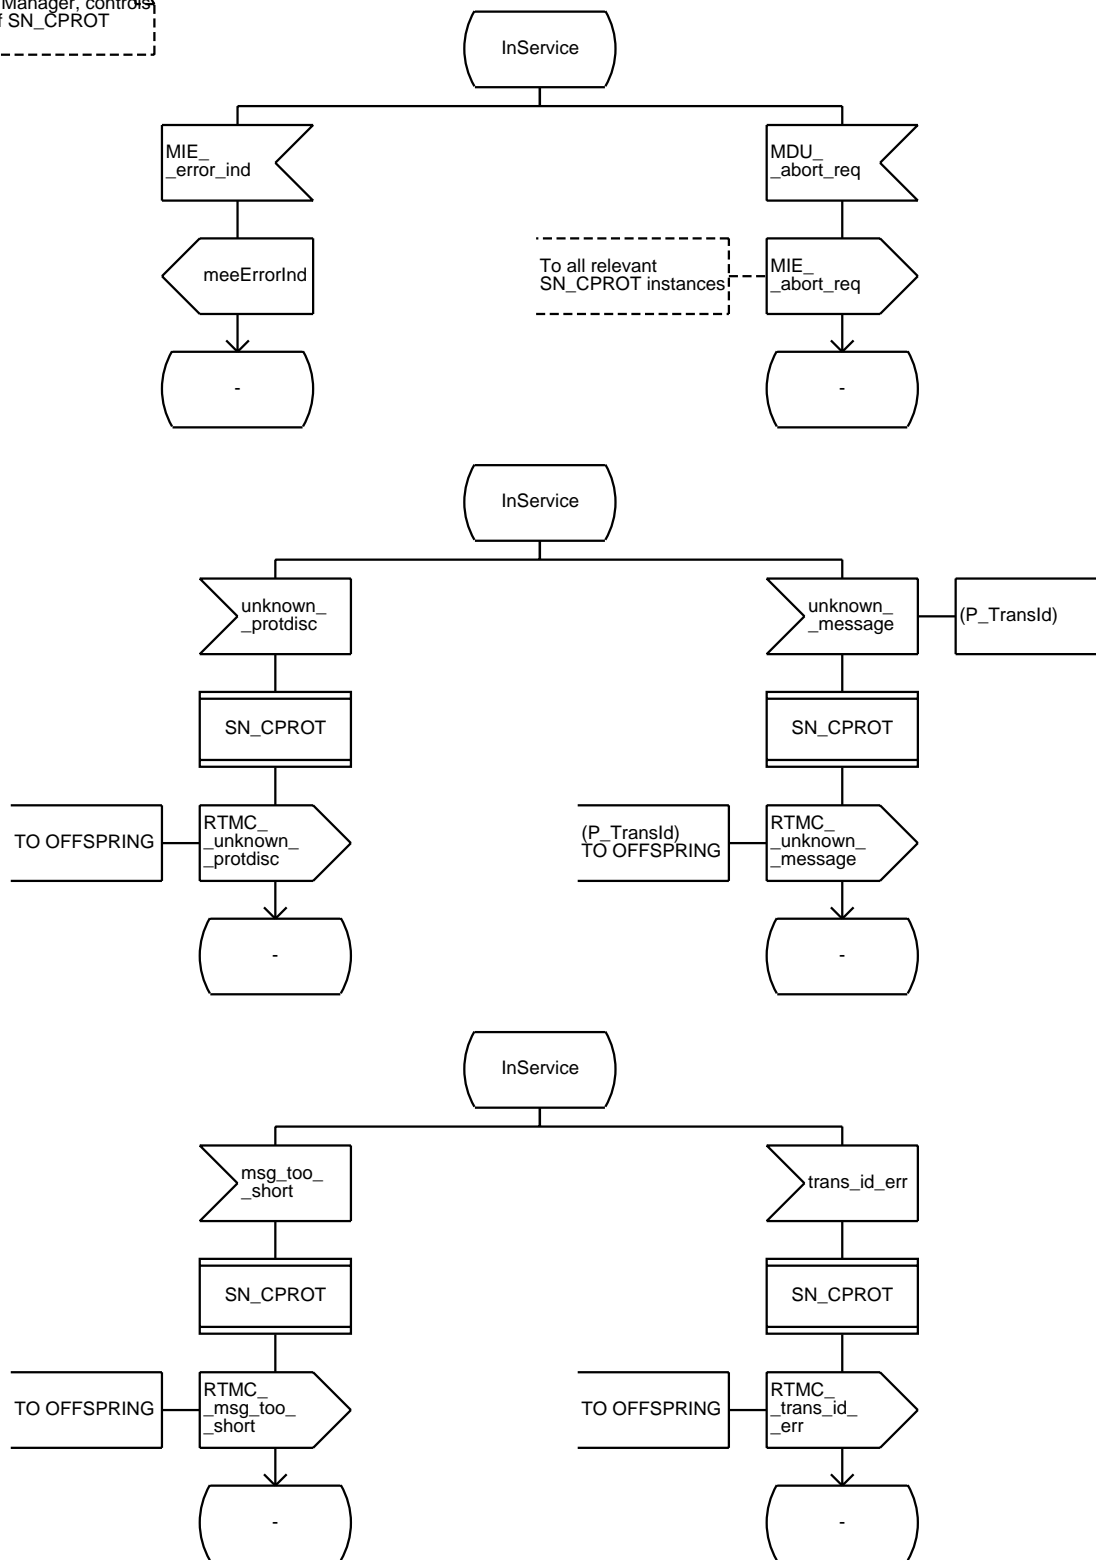 Manager, controls
SN_CPROT
InService
MIE_
_error_ind
MDU_
_abort_req
meeErrorInd
To all relevant
SN_CPROT instances
MIE_
_abort_req
-
-
InService
unknown_
_protdisc
unknown_
_message
(P_TransId)
SN_CPROT
SN_CPROT
TO OFFSPRING
RTMC_
_unknown_
_protdisc
(P_TransId)
TO OFFSPRING
RTMC_
_unknown_
_message
-
-
InService
msg_too_
_short
trans_id_err
SN_CPROT
SN_CPROT
TO OFFSPRING
RTMC_
_msg_too_
_short
TO OFFSPRING
RTMC_
_trans_id_
_err
-
-